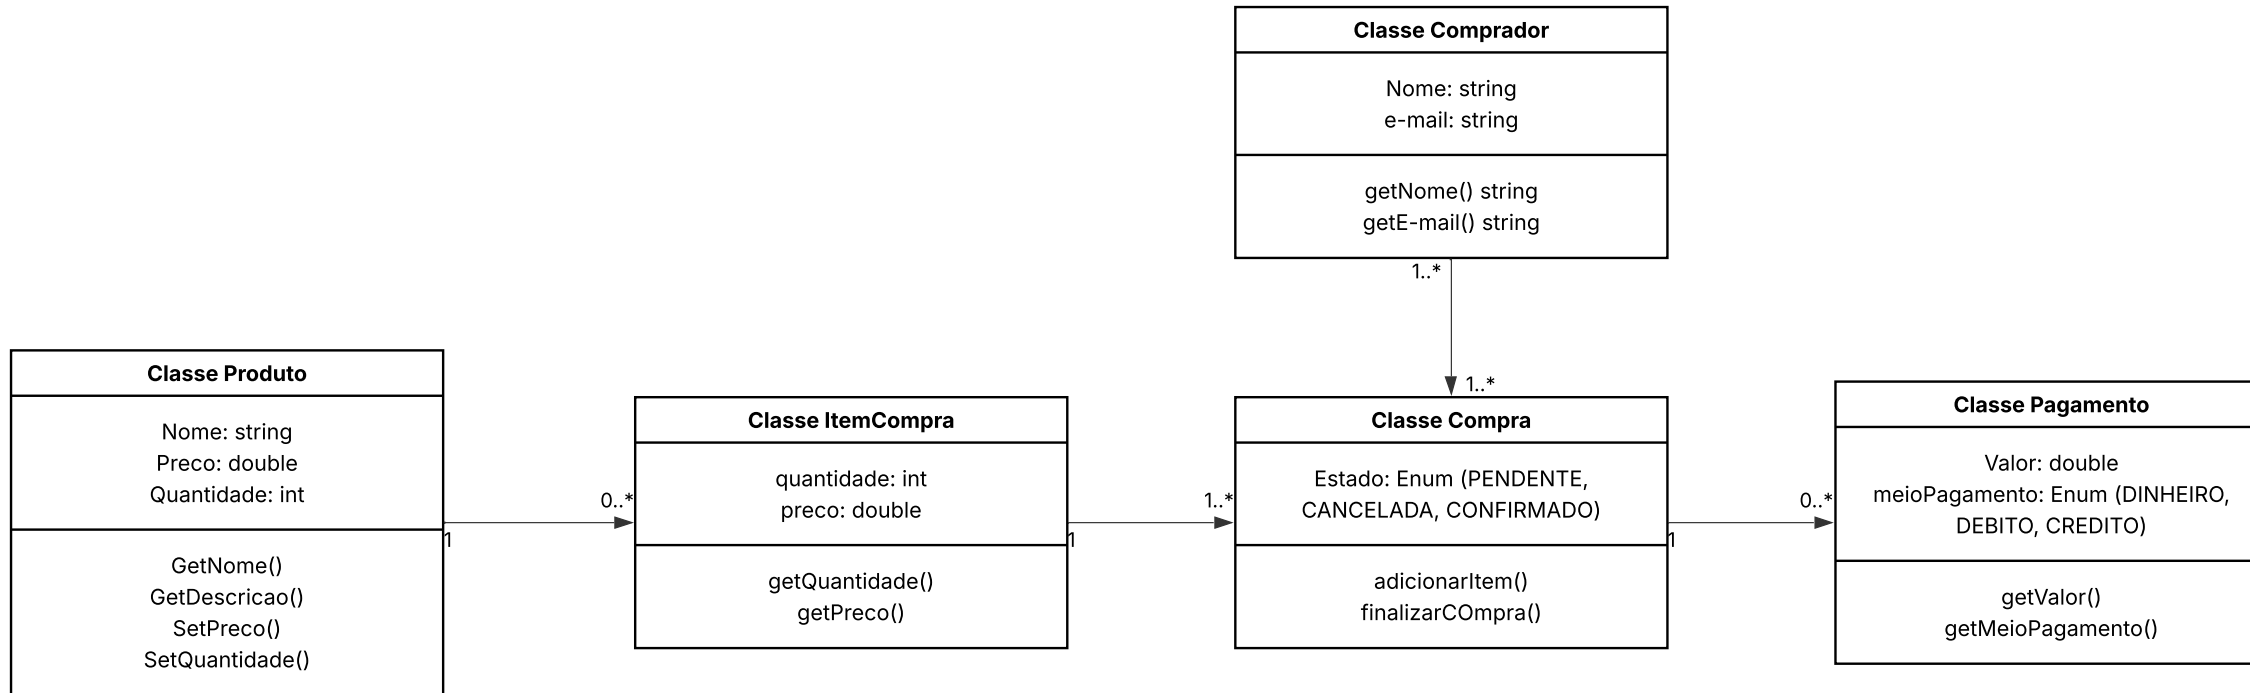 Classe Comprador
Nome: string
e-mail: string
getNome() string
getE-mail() string
1..*
1..*
Classe Produto
Nome: string
Preco: double
Quantidade: int
GetNome()
GetDescricao()
SetPreco()
SetQuantidade()
1
0..*
Classe ItemCompra
quantidade: int
preco: double
getQuantidade()
getPreco()
1
1..*
Classe Compra
Estado: Enum (PENDENTE,
CANCELADA, CONFIRMADO)
adicionarItem()
finalizarCOmpra()
1
0..*
Classe Pagamento
Valor: double
meioPagamento: Enum (DINHEIRO,
DEBITO, CREDITO)
getValor()
getMeioPagamento()